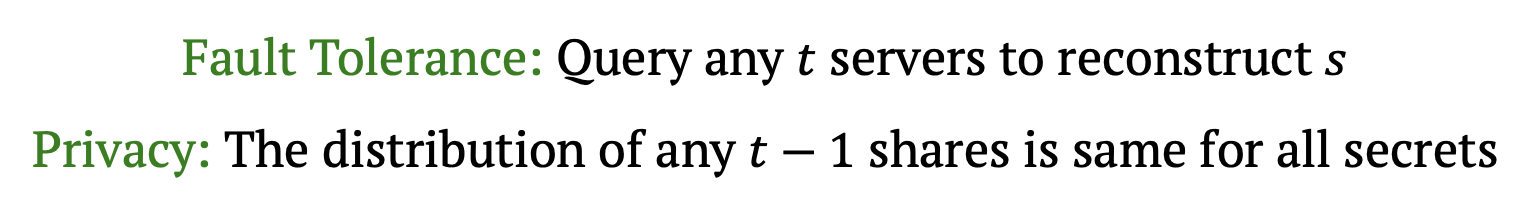 Fault Tolerance: Query any t servers to reconstruct s
Privacy: The distribution of any t − 1 shares is same for all secrets